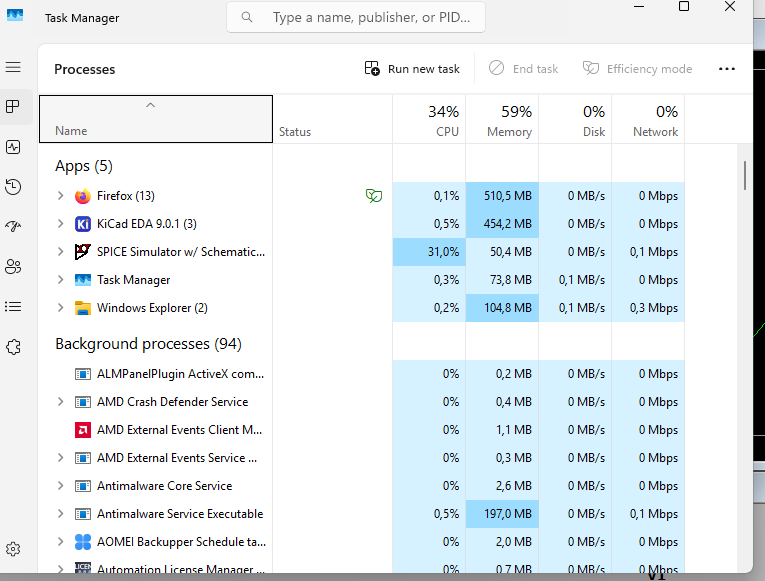 Task Manager
Type a name, publisher, or PID...
Processes
Run new task
End task
Efficiency mode
Name
Status
34%
CPU
59%
Memory
0%
Disk
0%
Network
Apps (5)
Firefox (13) 0,1% 510,5 MB 0 MB/s 0 Mbps
KiCad EDA 9.0.1 (3) 0,5% 454,2 MB 0 MB/s 0 Mbps
SPICE Simulator w/ Schematic... 31,0% 50,4 MB 0 MB/s 0,1 Mbps
Task Manager 0,3% 73,8 MB 0,1 MB/s 0 Mbps
Windows Explorer (2) 0,2% 104,8 MB 0,1 MB/s 0,3 Mbps
Background processes (94)
ALMPanelPlugin ActiveX com... 0% 0,2 MB 0 MB/s 0 Mbps
AMD Crash Defender Service 0% 0,4 MB 0 MB/s 0 Mbps
AMD External Events Client M... 0% 1,1 MB 0 MB/s 0 Mbps
AMD External Events Service ... 0% 0,3 MB 0 MB/s 0 Mbps
Antimalware Core Service 0% 2,6 MB 0 MB/s 0 Mbps
Antimalware Service Executable 0,5% 197,0 MB 0 MB/s 0,1 Mbps
AOMEI Backupper Schedule ta... 0% 2,0 MB 0 MB/s 0 Mbps
Automation License Manager ... 0% 0,7 MB 0 MB/s 0 Mbps